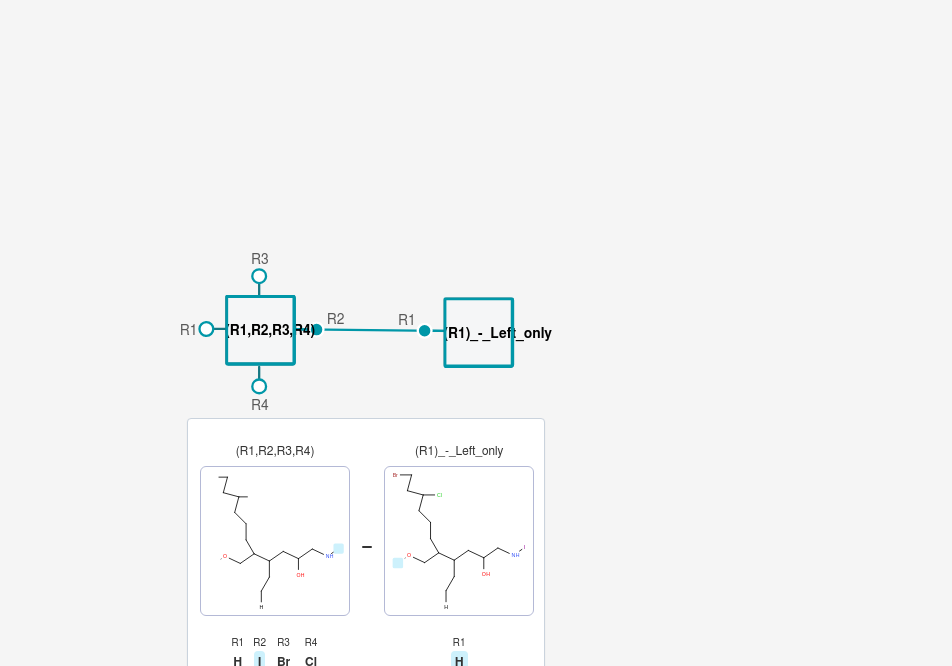 R3
R1
(R1,R2,R3,R4)
R2
R1
(R1)_-_Left_only
R4
(R1,R2,R3,R4)
(R1)_-_Left_only
O
NH
OH
H
Br
Cl
O
NH
I
OH
H
R1 R2 R3 R4
H I Br Cl
R1
H